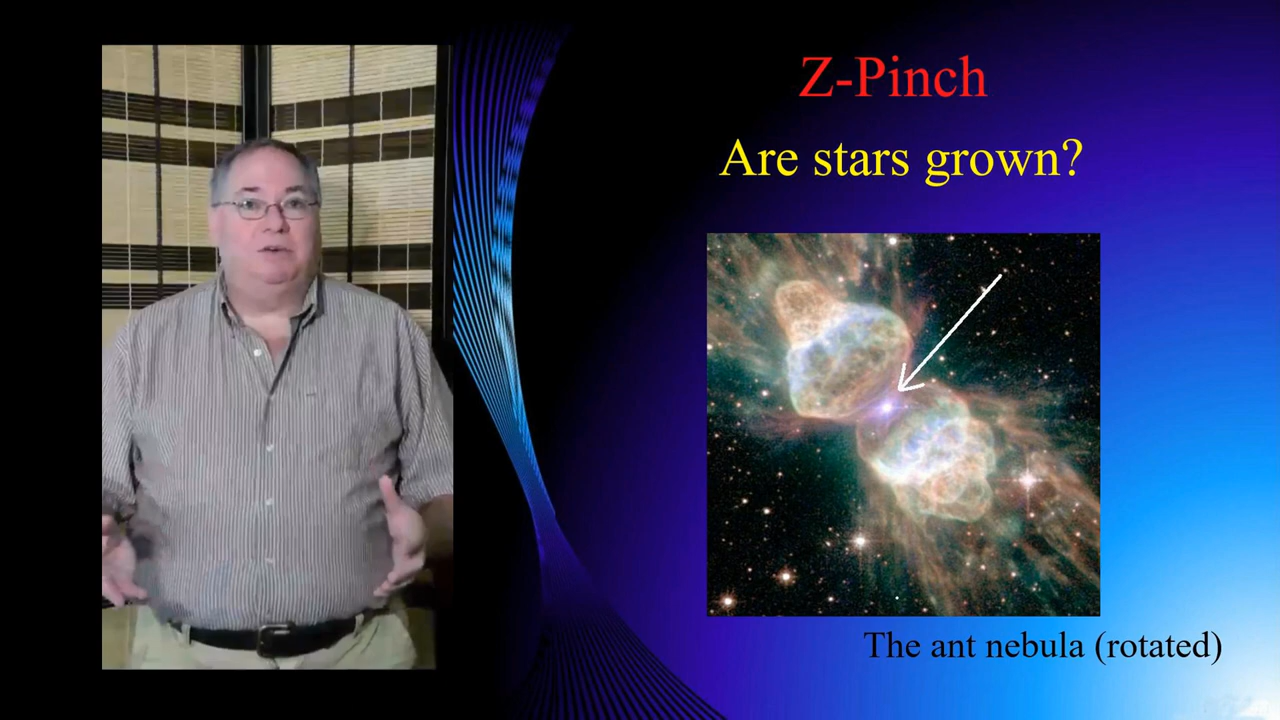 Z-Pinch
Are stars grown?
The ant nebula (rotated)